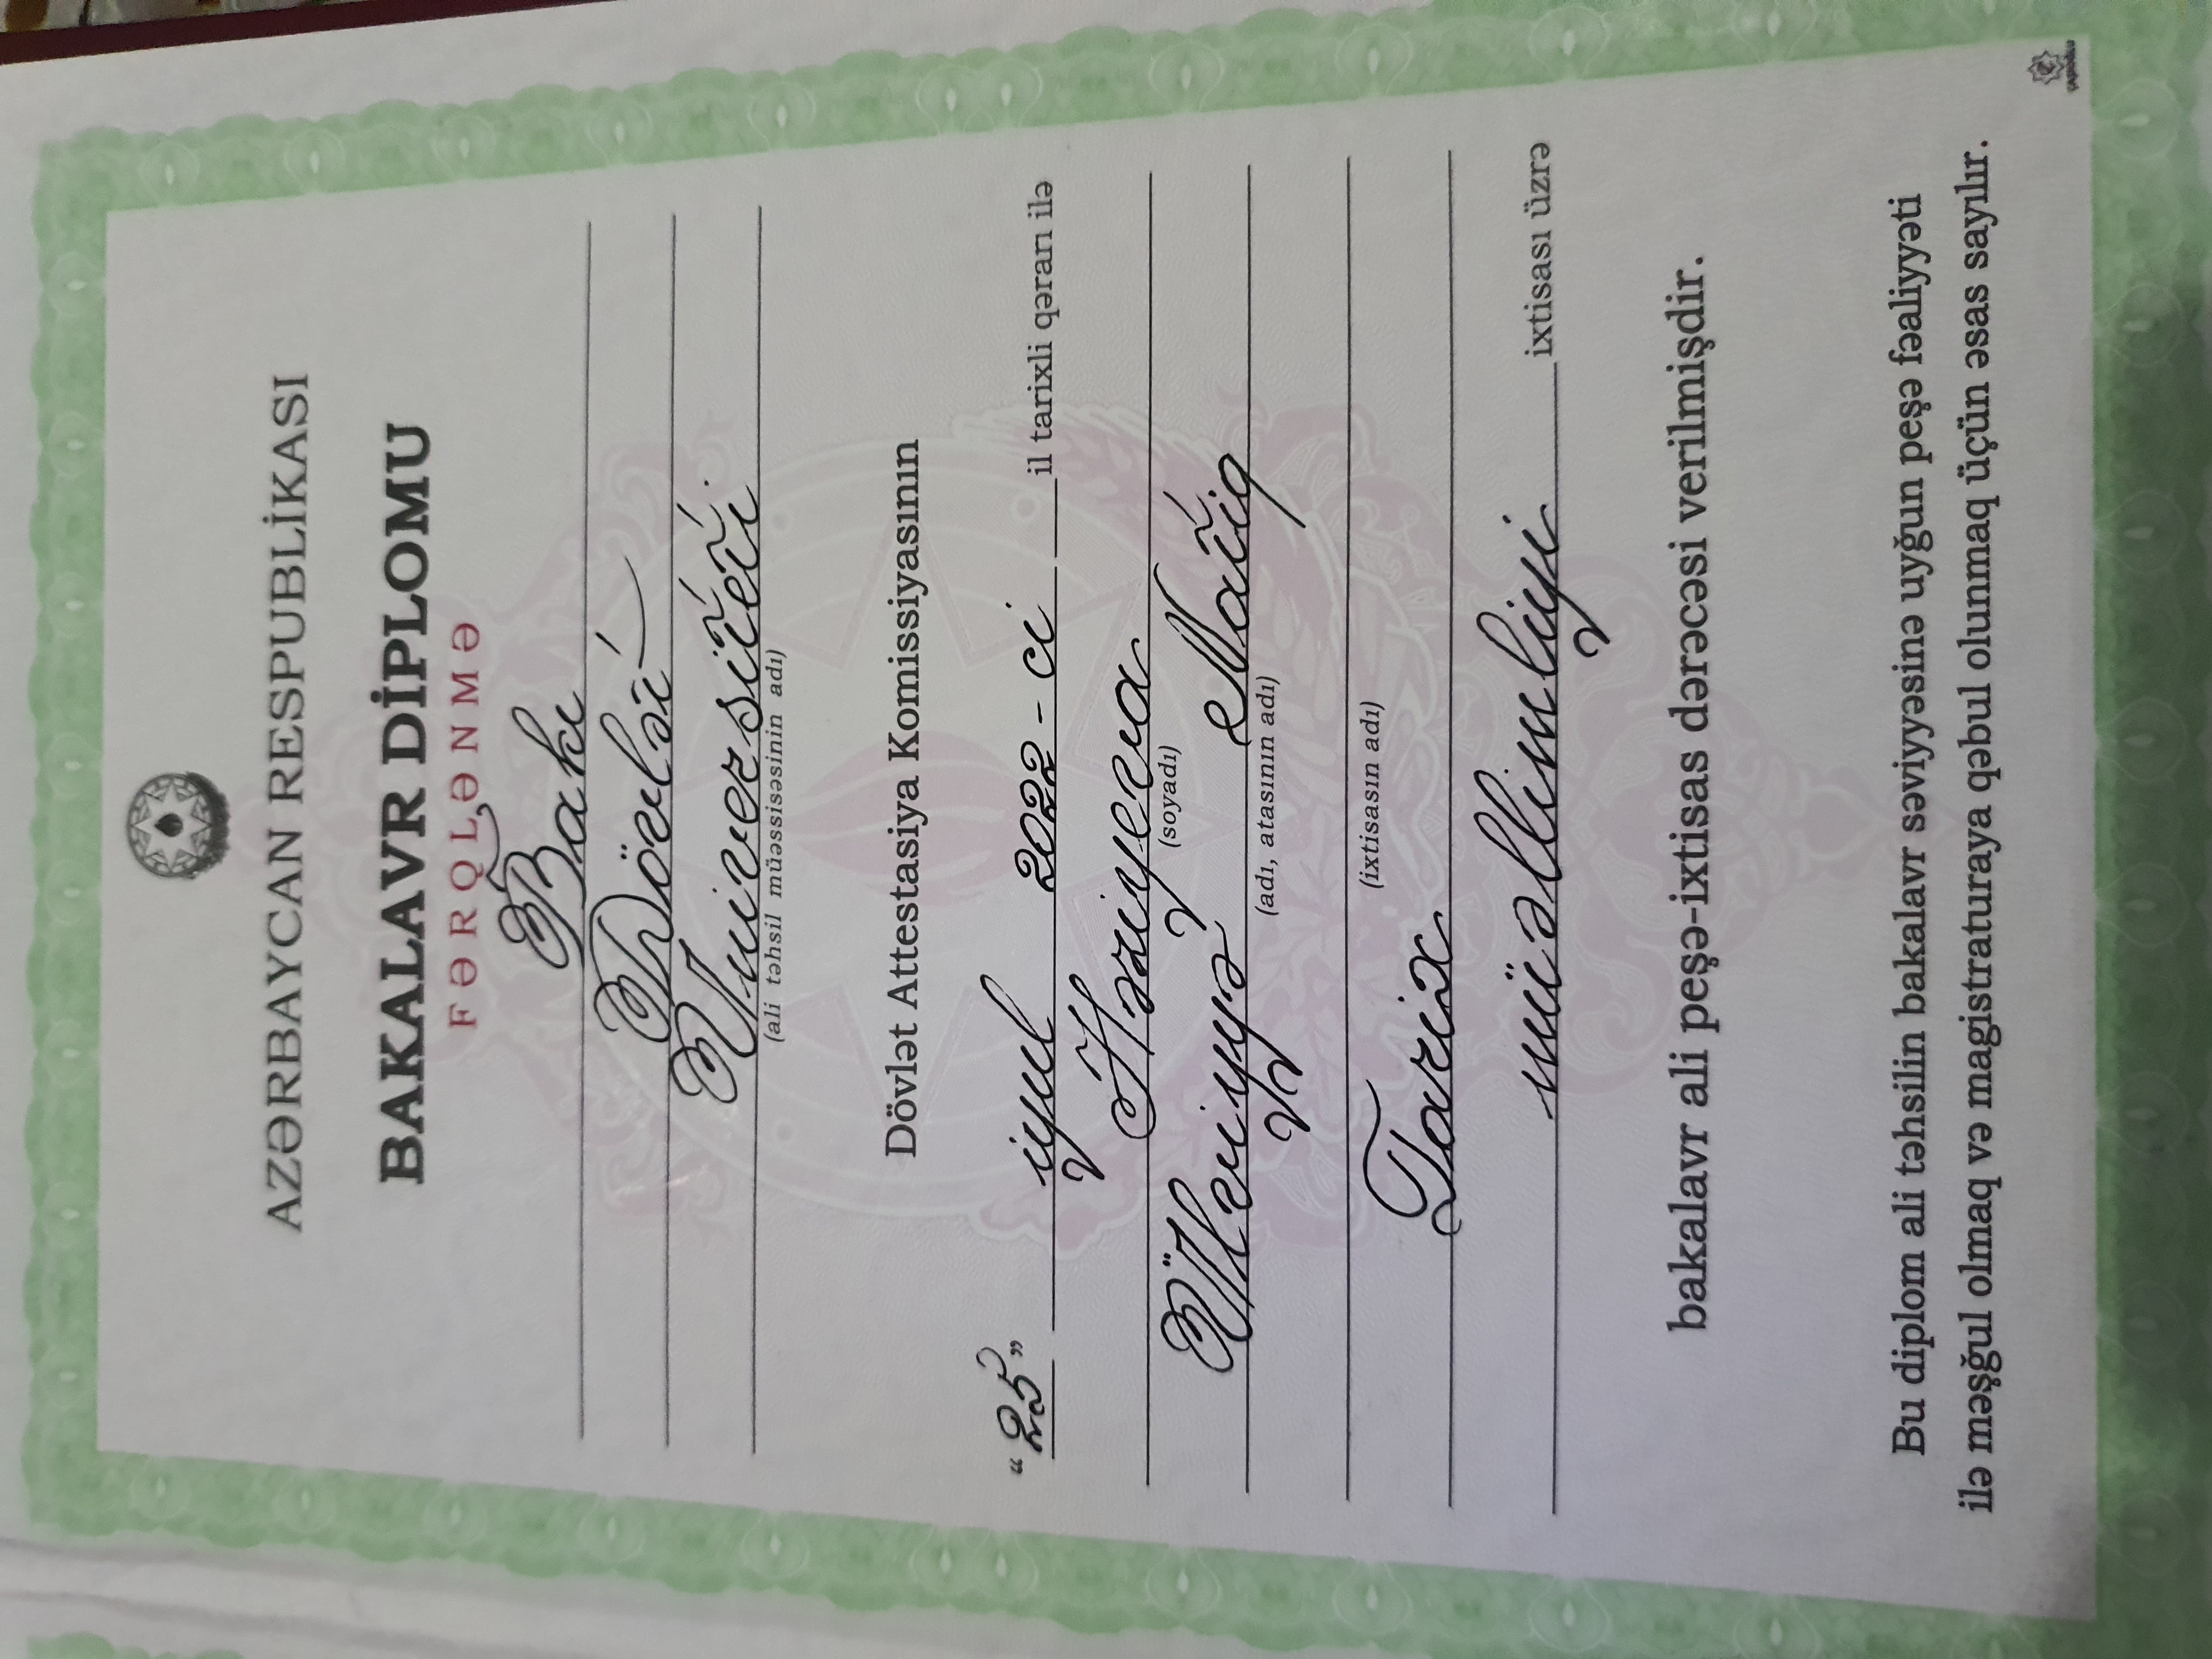 AZƏRBAYCAN RESPUBLİKASI
BAKALAVR DİPLOMU
FƏRQLƏNMƏ
Bakı
Dövlət
Universiteti.
(ali təhsil müəssisəsinin adı)
Dövlət Attestasiya Komissiyasının
“25” iyul 2022-ci il tarixli qərarı ilə
Həziyeva
(soyadı)
Ülviyyə Natiq
(adı, atasının adı)
(ixtisasın adı)
Tarix
müəllimliyi ixtisası üzrə
bakalavr ali peşə-ixtisas dərəcəsi verilmişdir.
Bu diplom ali təhsilin bakalavr səviyyəsinə uyğun peşə fəaliyyəti
ilə məşğul olmaq və magistraturaya qəbul olunmaq üçün əsas sayılır.